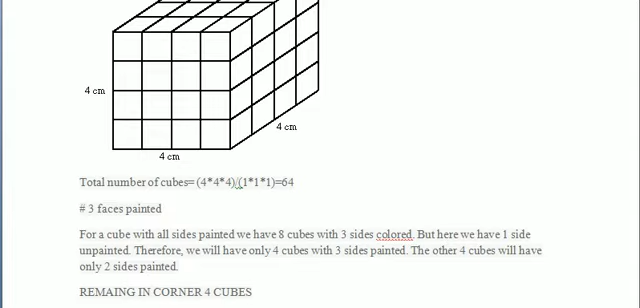 4 cm
4 cm
4 cm
Total number of cubes= (4*4*4)/(1*1*1)=64
# 3 faces painted
For a cube with all sides painted we have 8 cubes with 3 sides colored. But here we have 1 side
unpainted. Therefore, we will have only 4 cubes with 3 sides painted. The other 4 cubes will have
only 2 sides painted.
REMAING IN CORNER 4 CUBES